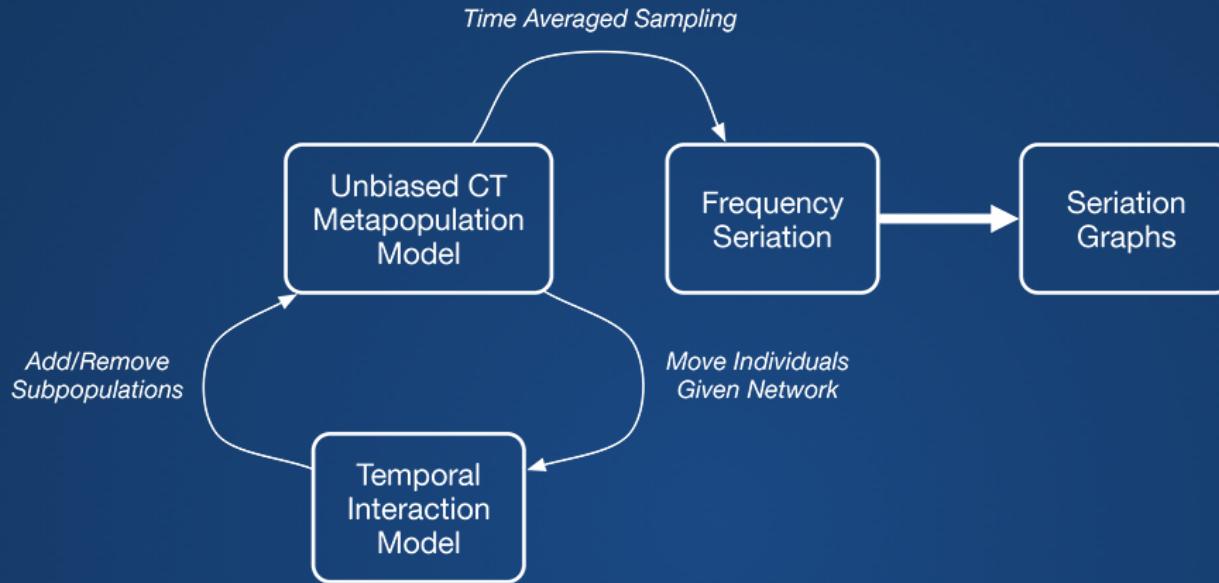 Time Averaged Sampling
Unbiased CT
Metapopulation
Model
Frequency
Seriation
Seriation
Graphs
Add/Remove
Subpopulations
Move Individuals
Given Network
Temporal
Interaction
Model